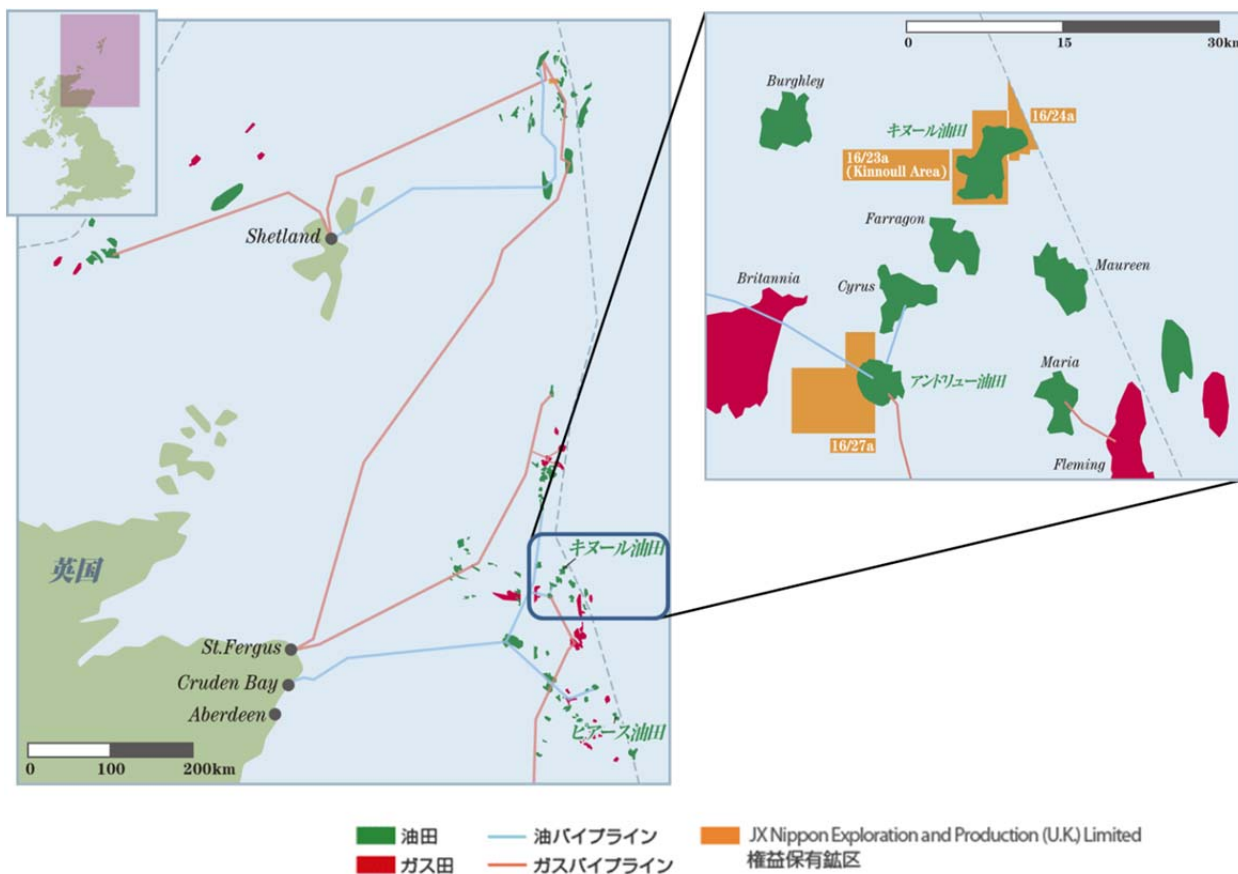 Shetland
英国
キヌール油田
St.Fergus
Cruden Bay
Aberdeen
ピアース油田
0 100 200km
0 15 30km
Burghley
キヌール油田
16/24a
16/23a
(Kinnoull Area)
Farragon
Maureen
Britannia
Cyrus
Maria
アンドリュー油田
16/27a
Fleming
油田
油パイプライン
JX Nippon Exploration and Production (U.K.) Limited
ガス田
ガスパイプライン
権益保有鉱区